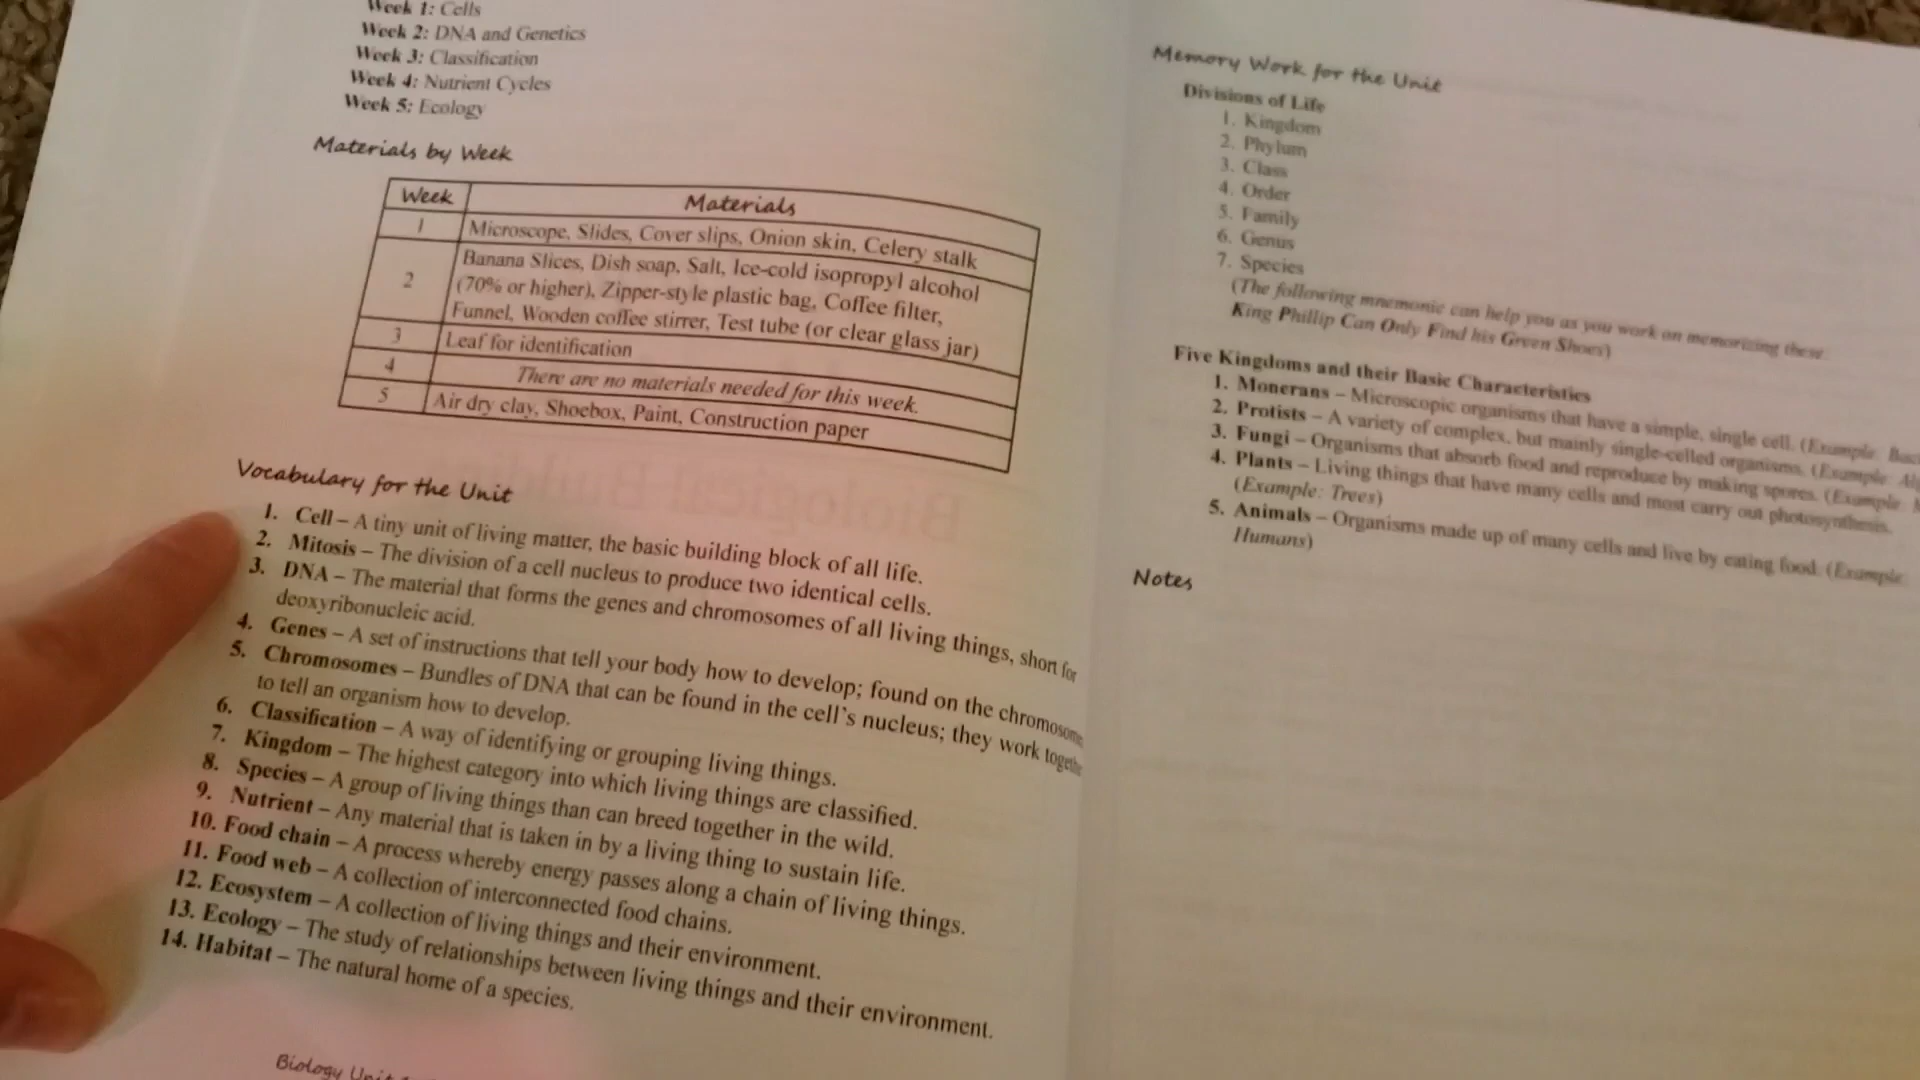 Week 1: Cells
Week 2: DNA and Genetics
Week 3: Classification
Week 4: Nutrient Cycles
Week 5: Ecology
Materials by Week
Week Materials
1 Microscope, Slides, Cover slips, Onion skin, Celery stalk
2 Banana Slices, Dish soap, Salt, Ice-cold isopropyl alcohol
(70% or higher), Zipper-style plastic bag, Coffee filter,
Funnel, Wooden coffee stirrer, Test tube (or clear glass jar)
3 Leaf for identification
4 There are no materials needed for this week.
5 Air dry clay, Shoebox, Paint, Construction paper
Vocabulary for the Unit
1. Cell – A tiny unit of living matter, the basic building block of all life.
2. Mitosis – The division of a cell nucleus to produce two identical cells.
3. DNA – The material that forms the genes and chromosomes of all living things, short for
deoxyribonucleic acid.
4. Genes – A set of instructions that tell your body how to develop; found on the chromosome
5. Chromosomes – Bundles of DNA that can be found in the cell's nucleus; they work together
to tell an organism how to develop.
6. Classification – A way of identifying or grouping living things.
7. Kingdom – The highest category into which living things are classified.
8. Species – A group of living things than can breed together in the wild.
9. Nutrient – Any material that is taken in by a living thing to sustain life.
10. Food chain – A process whereby energy passes along a chain of living things.
11. Food web – A collection of interconnected food chains.
12. Ecosystem – A collection of living things and their environment.
13. Ecology – The study of relationships between living things and their environment.
14. Habitat – The natural home of a species.
Biology Unit
Memory Work for the Unit
Divisions of Life
1. Kingdom
2. Phylum
3. Class
4. Order
5. Family
6. Genus
7. Species
(The following mnemonic can help you as you work on memorizing these:
King Phillip Can Only Find his Green Shoes)
Five Kingdoms and their Basic Characteristics
1. Monerans – Microscopic organisms that have a simple, single cell. (Example:
2. Protists – A variety of complex, but mainly single-celled organisms. (Example:
3. Fungi – Organisms that absorb food and reproduce by making spores. (Example:
4. Plants – Living things that have many cells and most carry out photosynthesis.
(Example: Trees)
5. Animals – Organisms made up of many cells and live by eating food. (Example:
Humans)
Notes